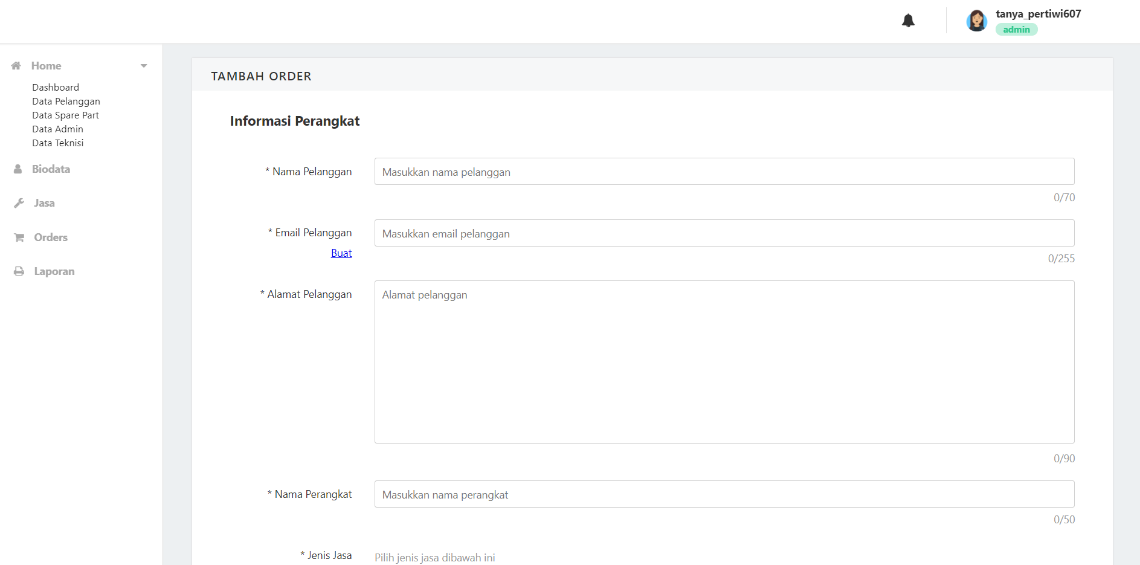 tanya_pertiwi607
admin
Home
Dashboard
Data Pelanggan
Data Spare Part
Data Admin
Data Teknisi
Biodata
Jasa
Orders
Laporan
TAMBAH ORDER
Informasi Perangkat
* Nama Pelanggan
Masukkan nama pelanggan
0/70
* Email Pelanggan
Buat
Masukkan email pelanggan
0/255
* Alamat Pelanggan
Alamat pelanggan
0/90
* Nama Perangkat
Masukkan nama perangkat
0/50
* Jenis Jasa
Pilih jenis jasa dibawah ini